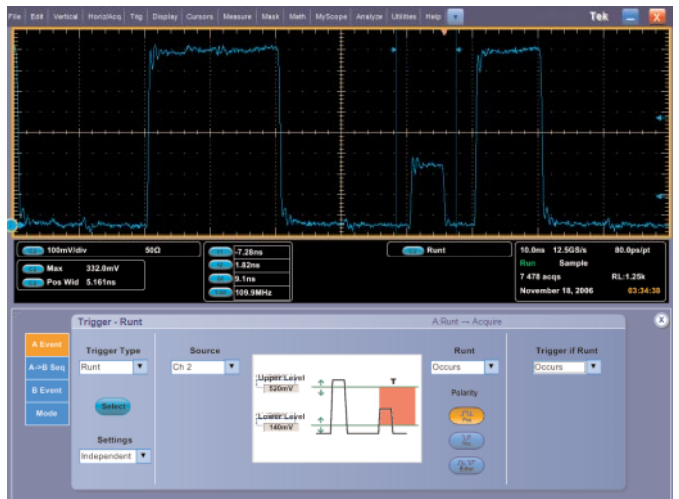 File Edit Vertical Horiz/Acq Trig Display Cursors Measure Mask Math MyScope Analyze Utilities Help Tek X
100mV/div 50Ω
Max 332.0mV
Pos Wid 5.161ns
-7.28ns
1.82ns
9.1ns
109.9MHz
Runt
10.0ns 12.5GS/s 80.0ps/pt
Run Sample
7 478 acqs RL:1.25k
November 18, 2006 03:34:38
Trigger - Runt A:Runt → Acquire X
A Event
A->B Seq
B Event
Mode
Trigger Type
Runt
Select
Settings
Independent
Source
Ch 2
Upper Level
520mV
Lower Level
140mV
T
Runt
Occurs
Polarity
Pos
Trigger if Runt
Occurs